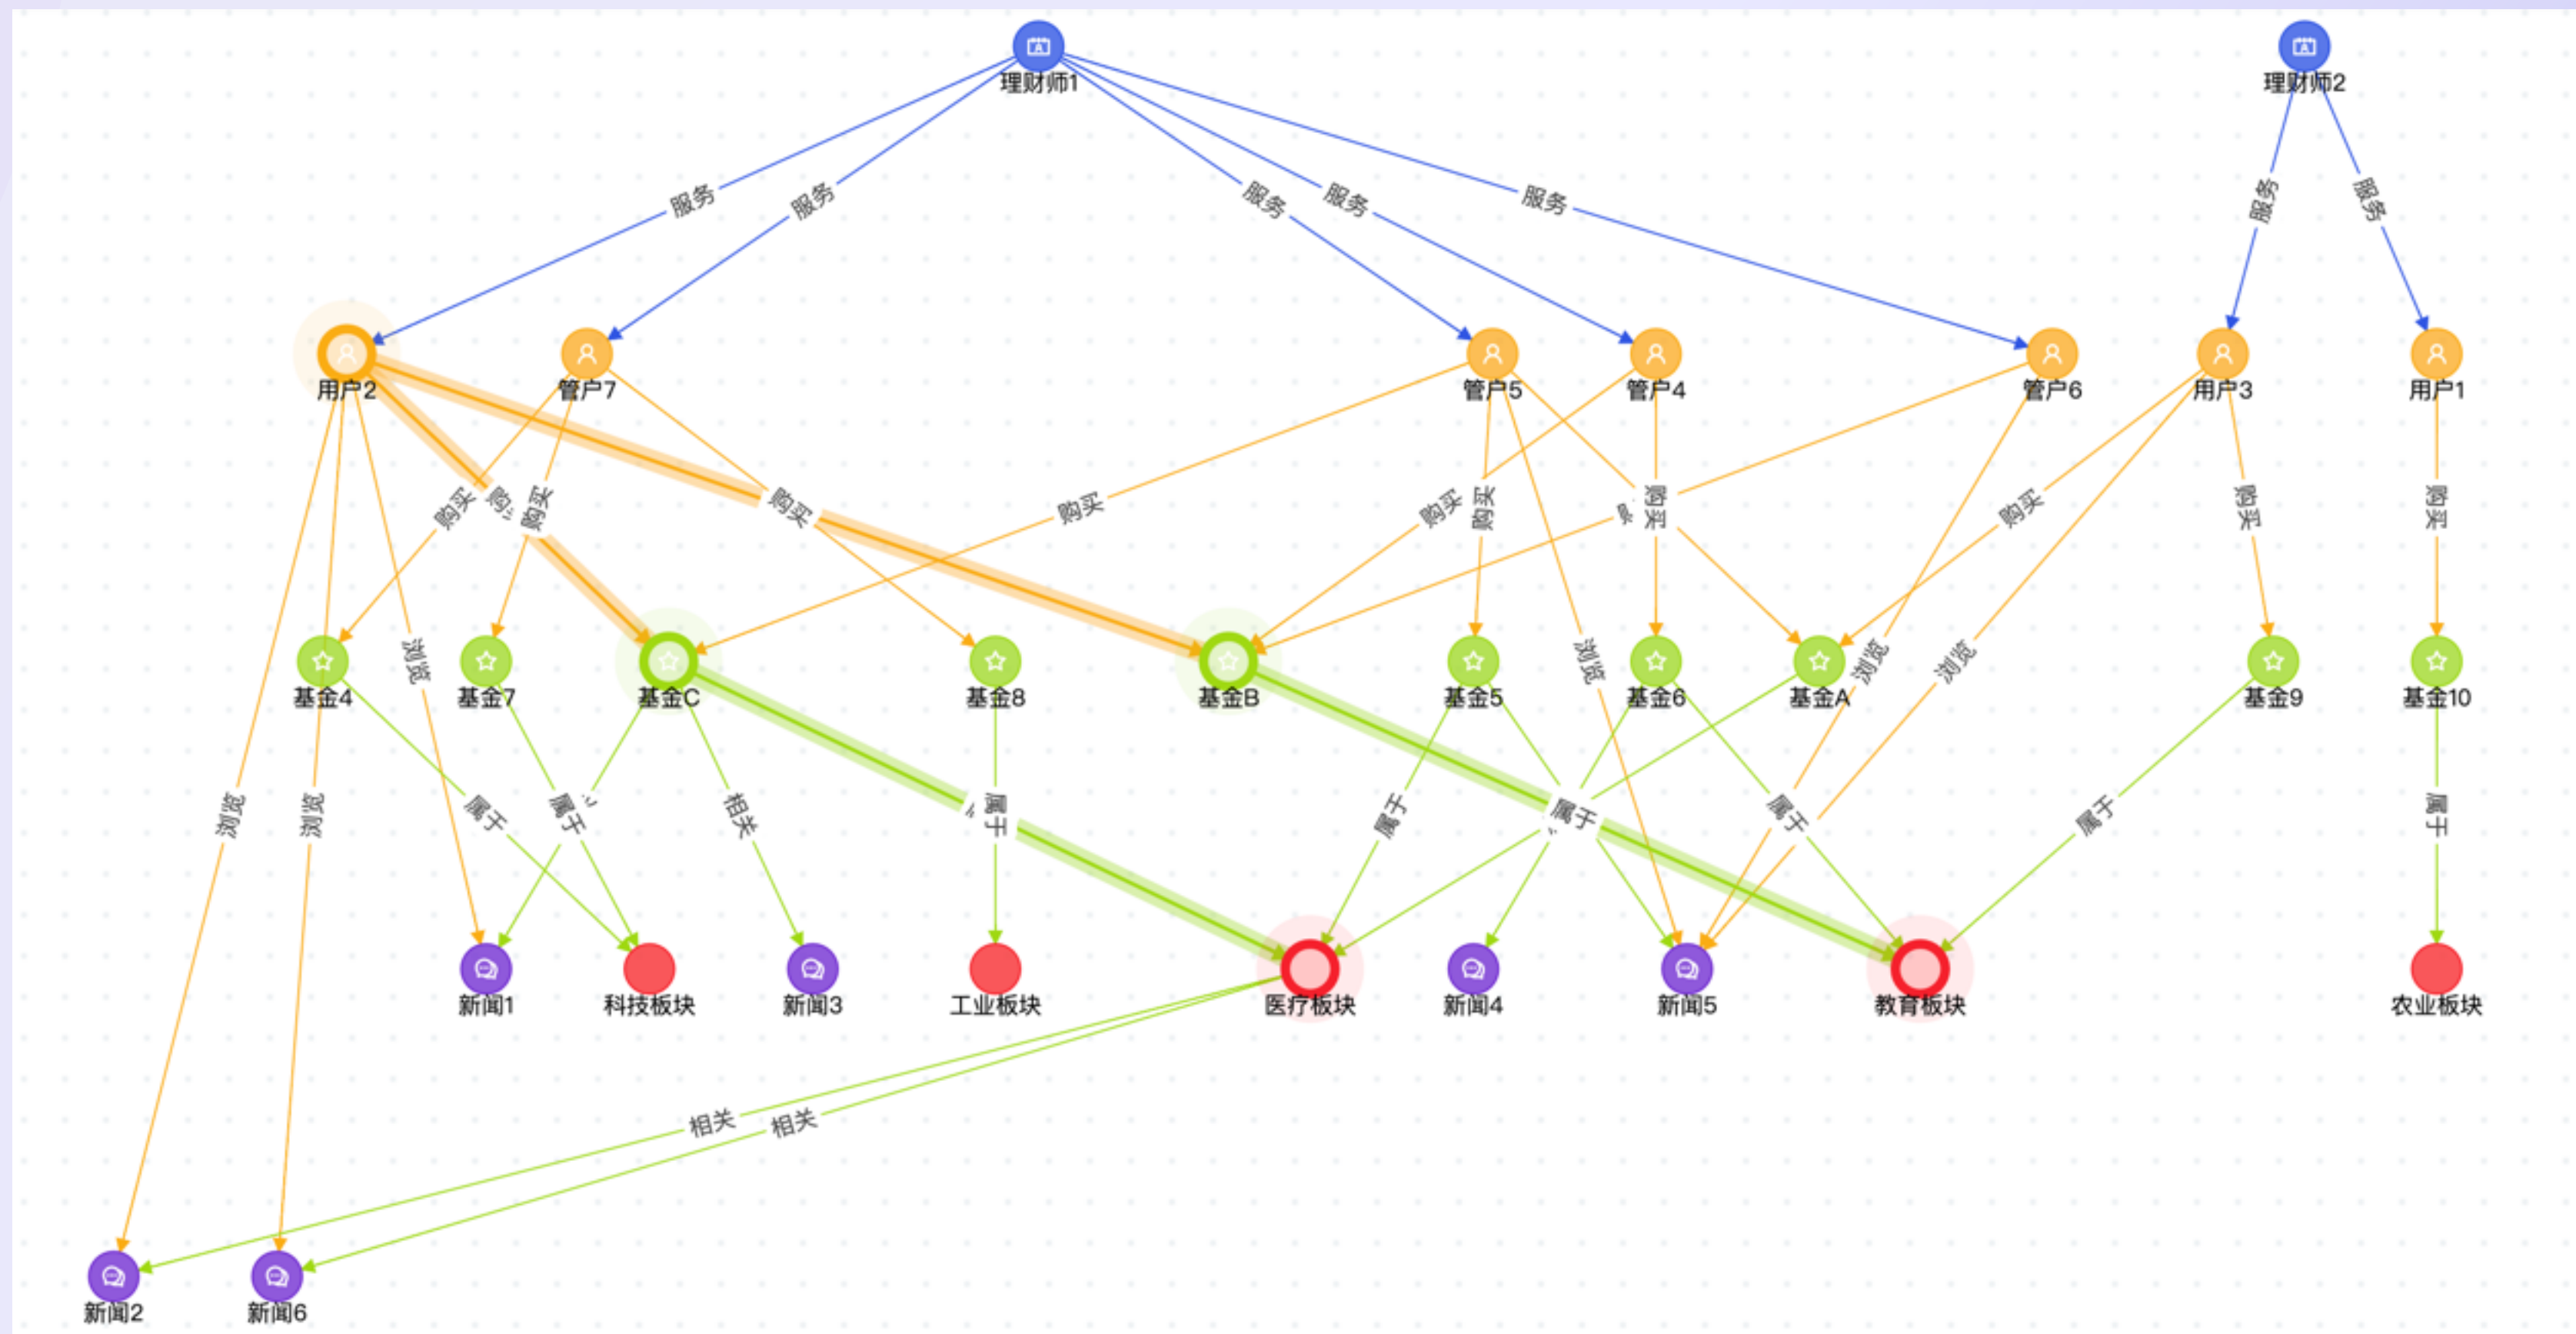 理财师1
理财师2
服务
服务
服务
服务
服务
服务
服务
用户2
管户7
管户5
管户4
管户6
用户3
用户1
购买
购
购买
购买
购买
购买
购买
购买
购买
购买
购买
浏览
浏览
浏览
浏览
基金4
基金7
基金C
基金8
基金B
基金5
基金6
基金A
基金9
基金10
浏览
浏览
属于
属于
相关
属于
属于
属于
属于
属于
属于
新闻1
科技板块
新闻3
工业板块
医疗板块
新闻4
新闻5
教育板块
农业板块
相关
相关
新闻2
新闻6